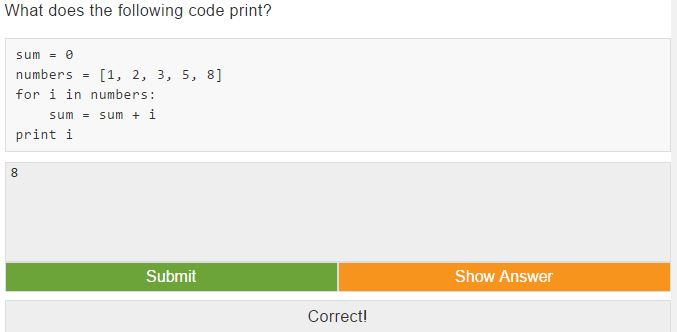 What does the following code print?
sum = 0
numbers = [1, 2, 3, 5, 8]
for i in numbers:
    sum = sum + i
print i
8
Submit
Show Answer
Correct!